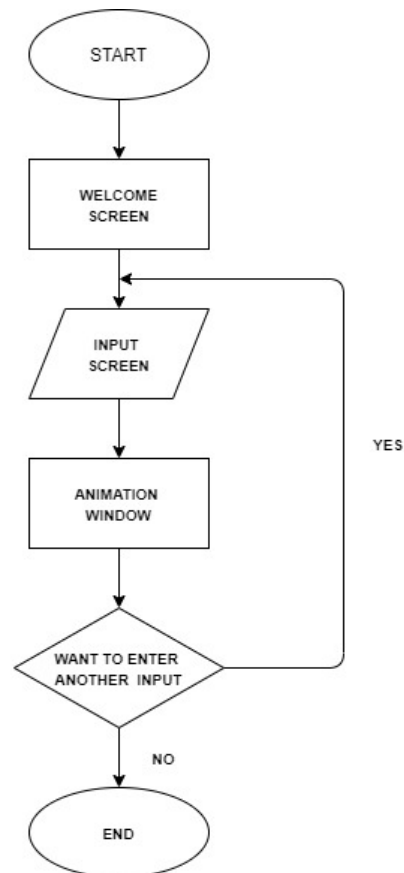 START
WELCOME
SCREEN
INPUT
SCREEN
YES
ANIMATION
WINDOW
WANT TO ENTER
ANOTHER INPUT
NO
END